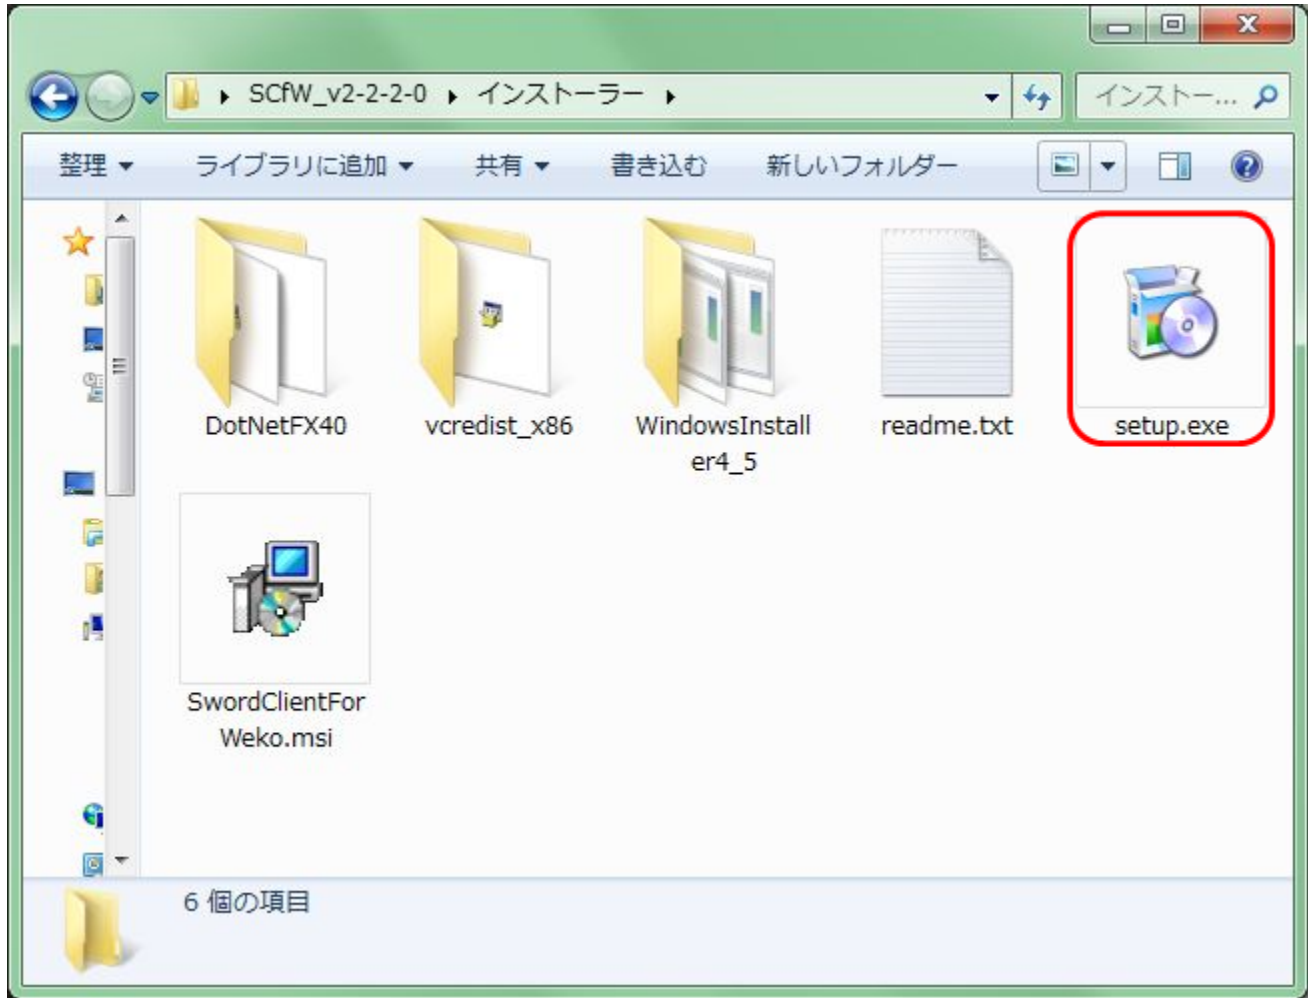 SCfW_v2-2-2-0 インストーラー
インストー...
整理 ライブラリに追加 共有 書き込む 新しいフォルダー
DotNetFX40
vcredist_x86
WindowsInstall
er4_5
readme.txt
setup.exe
SwordClientFor
Weko.msi
6 個の項目